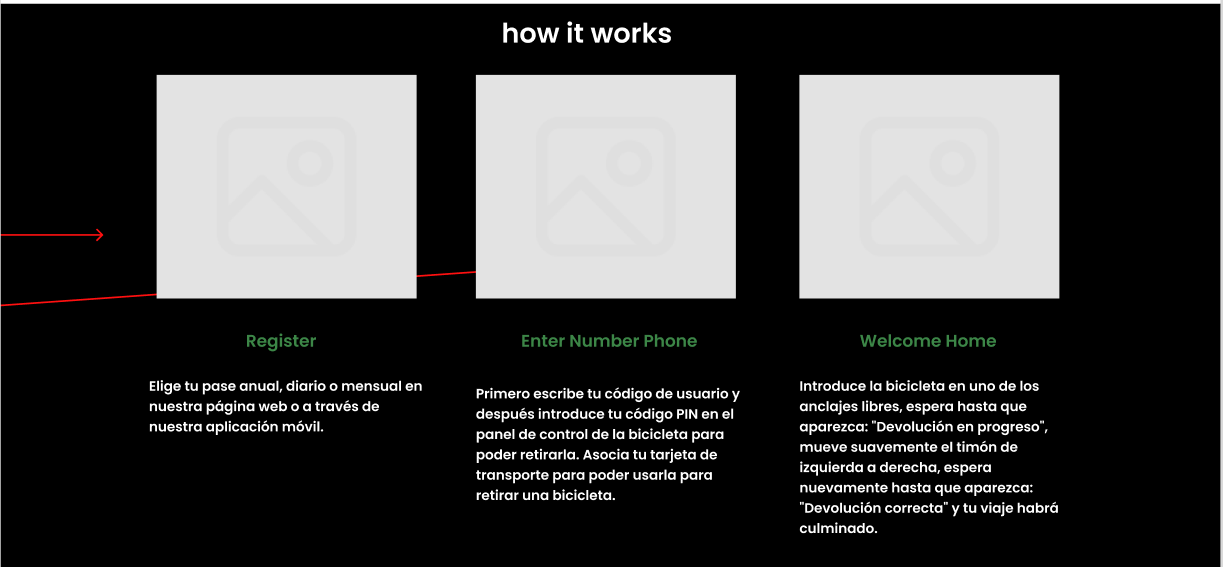 how it works
Register
Elige tu pase anual, diario o mensual en
nuestra página web o a través de
nuestra aplicación móvil.
Enter Number Phone
Primero escribe tu código de usuario y
después introduce tu código PIN en el
panel de control de la bicicleta para
poder retirarla. Asocia tu tarjeta de
transporte para poder usarla para
retirar una bicicleta.
Welcome Home
Introduce la bicicleta en uno de los
anclajes libres, espera hasta que
aparezca: "Devolución en progreso",
mueve suavemente el timón de
izquierda a derecha, espera
nuevamente hasta que aparezca:
"Devolución correcta" y tu viaje habrá
culminado.